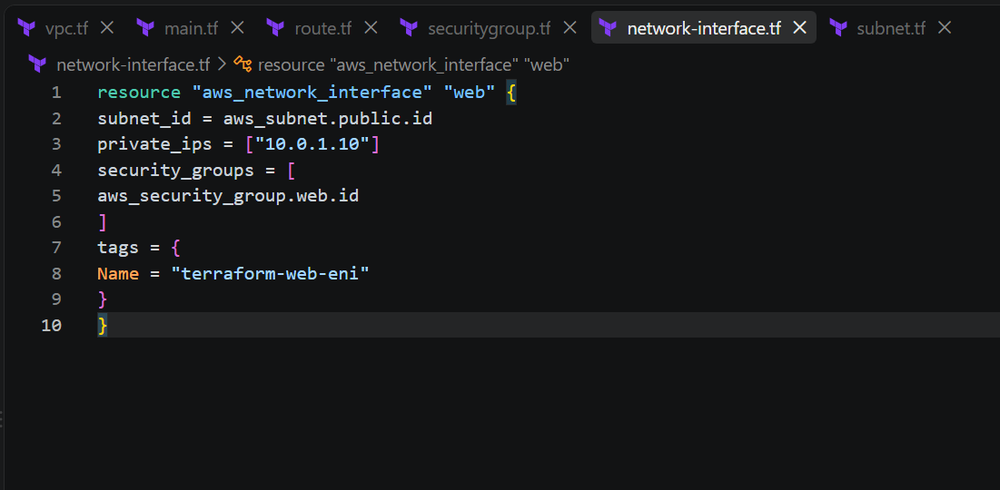 vpc.tf main.tf route.tf securitygroup.tf network-interface.tf subnet.tf
network-interface.tf > resource "aws_network_interface" "web"
1 resource "aws_network_interface" "web" {
2 subnet_id = aws_subnet.public.id
3 private_ips = ["10.0.1.10"]
4 security_groups = [
5 aws_security_group.web.id
6 ]
7 tags = {
8 Name = "terraform-web-eni"
9 }
10 }